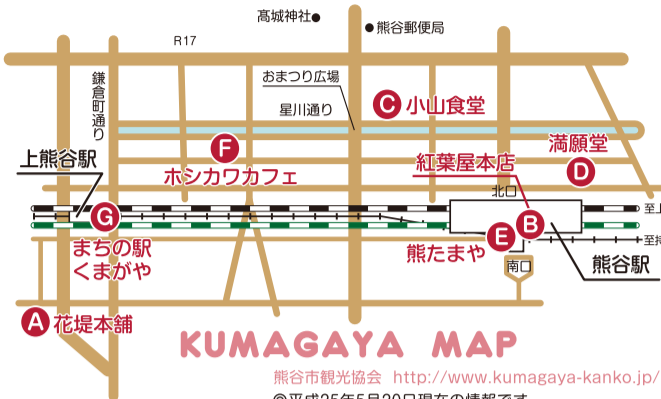 髙城神社
熊谷郵便局
R17
鎌倉町通り
おまつり広場
星川通り
C 小山食堂
F
ホシカワカフェ
満願堂
D
上熊谷駅
紅葉屋本店
北口
B
至上
G
まちの駅
くまがや
E
熊たまや
至
南口
熊谷駅
A 花堤本舗
KUMAGAYA MAP
熊谷市観光協会 http://www.kumagaya-kanko.jp/